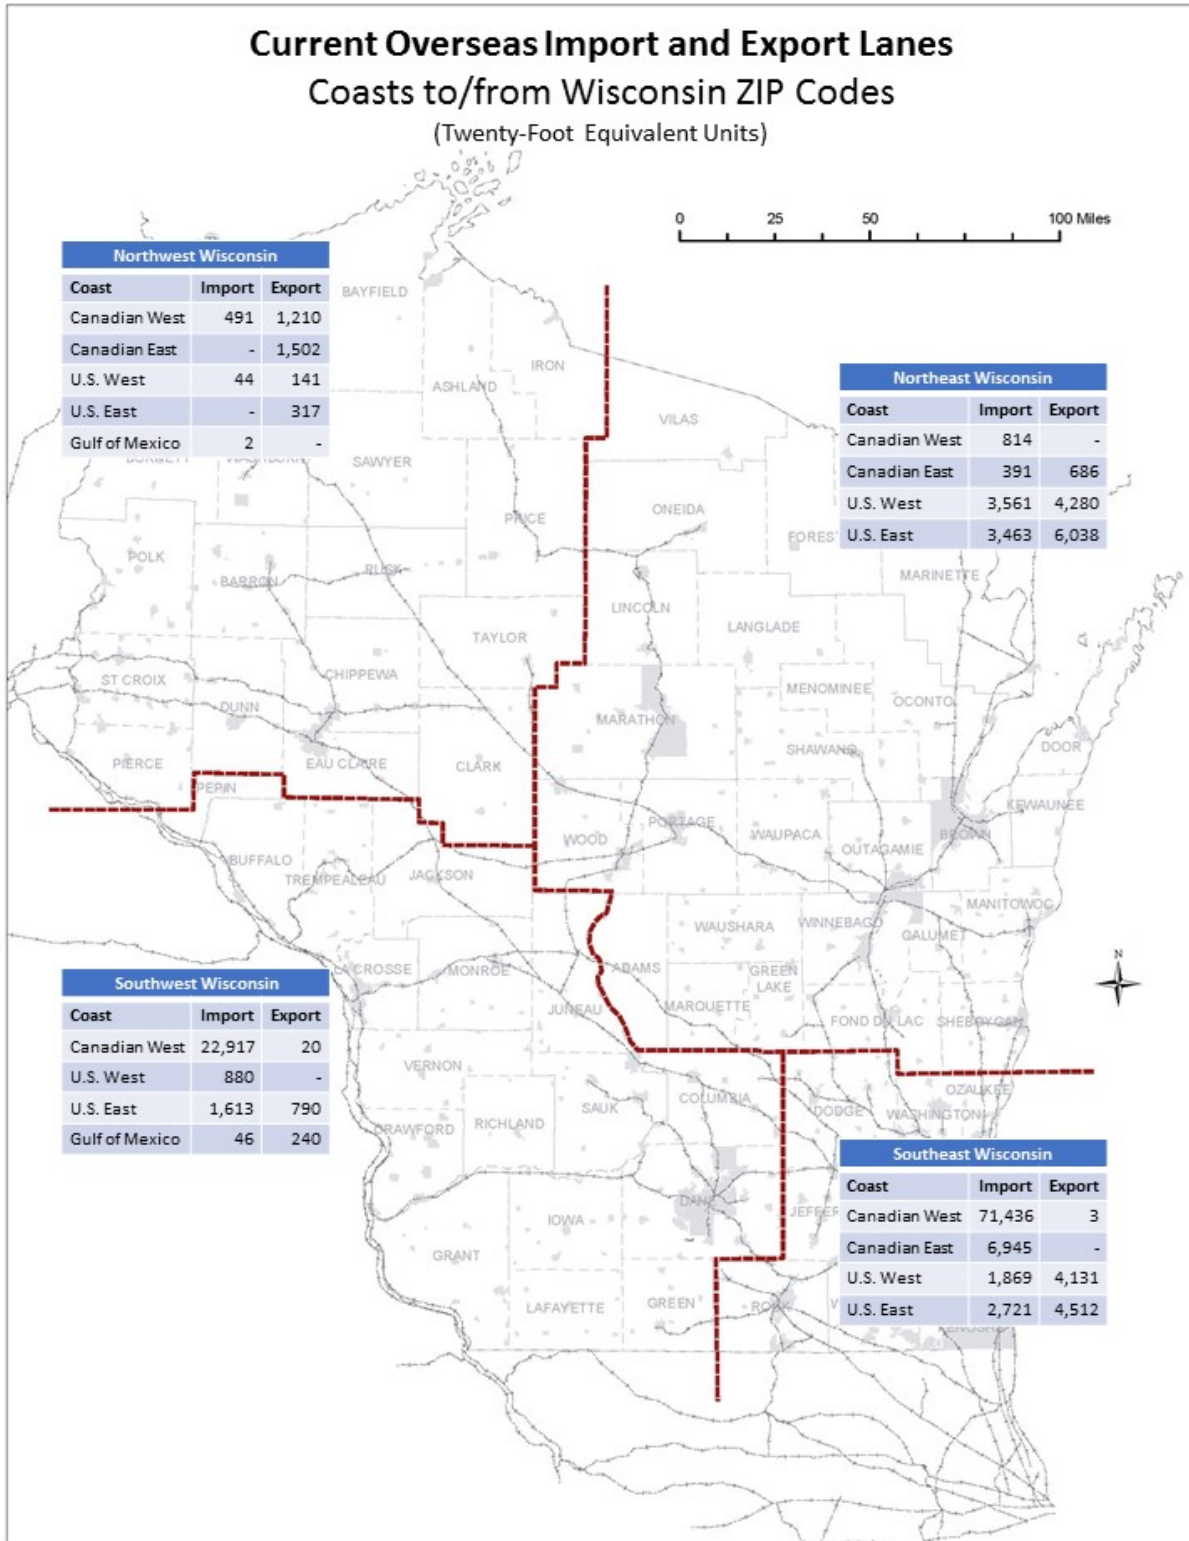 Current Overseas Import and Export Lanes
Coasts to/from Wisconsin ZIP Codes
(Twenty-Foot Equivalent Units)
0 25 50 100 Miles
Northwest Wisconsin
Coast Import Export
Canadian West 491 1,210
Canadian East - 1,502
U.S. West 44 141
U.S. East - 317
Gulf of Mexico 2 -
BAYFIELD
IRON
ASHLAND
VILAS
Northeast Wisconsin
Coast Import Export
Canadian West 814 -
Canadian East 391 686
U.S. West 3,561 4,280
U.S. East 3,463 6,038
BURNETT WASHBURN SAWYER
PRICE
ONEIDA
FOREST
POLK
BARRON
RUSK
MARINETTE
LINCOLN
LANGLADE
TAYLOR
CHIPPEWA
ST CROIX
DUNN
MENOMINEE
OCONTO
MARATHON
SHAWANO
DOOR
PIERCE
EAU CLAIRE
CLARK
PEPIN
KEWAUNEE
WOOD
PORTAGE
WAUPACA
OUTAGAMIE
BROWN
BUFFALO
TREMPEALEAU
JACKSON
MANITOWOC
WAUSHARA
WINNEBAGO
CALUMET
LA CROSSE
MONROE
ADAMS
GREEN
LAKE
N
JUNEAU
MARQUETTE
FOND DU LAC
SHEBOYGAN
Southwest Wisconsin
Coast Import Export
Canadian West 22,917 20
U.S. West 880 -
U.S. East 1,613 790
Gulf of Mexico 46 240
VERNON
SAUK
COLUMBIA
DODGE
OZAUKEE
WASHINGTON
CRAWFORD
RICHLAND
Southeast Wisconsin
Coast Import Export
Canadian West 71,436 3
Canadian East 6,945 -
U.S. West 1,869 4,131
U.S. East 2,721 4,512
DANE
JEFFER
IOWA
GRANT
LAFAYETTE
GREEN
ROCK
W
ENOSHA